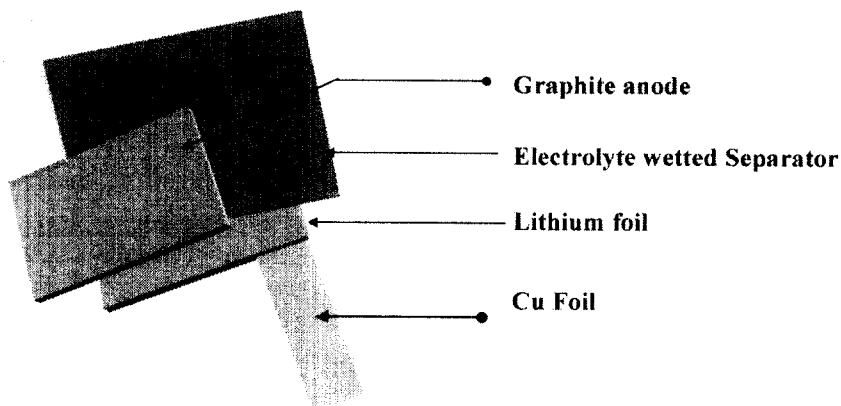 Graphite anode
Electrolyte wetted Separator
Lithium foil
Cu Foil